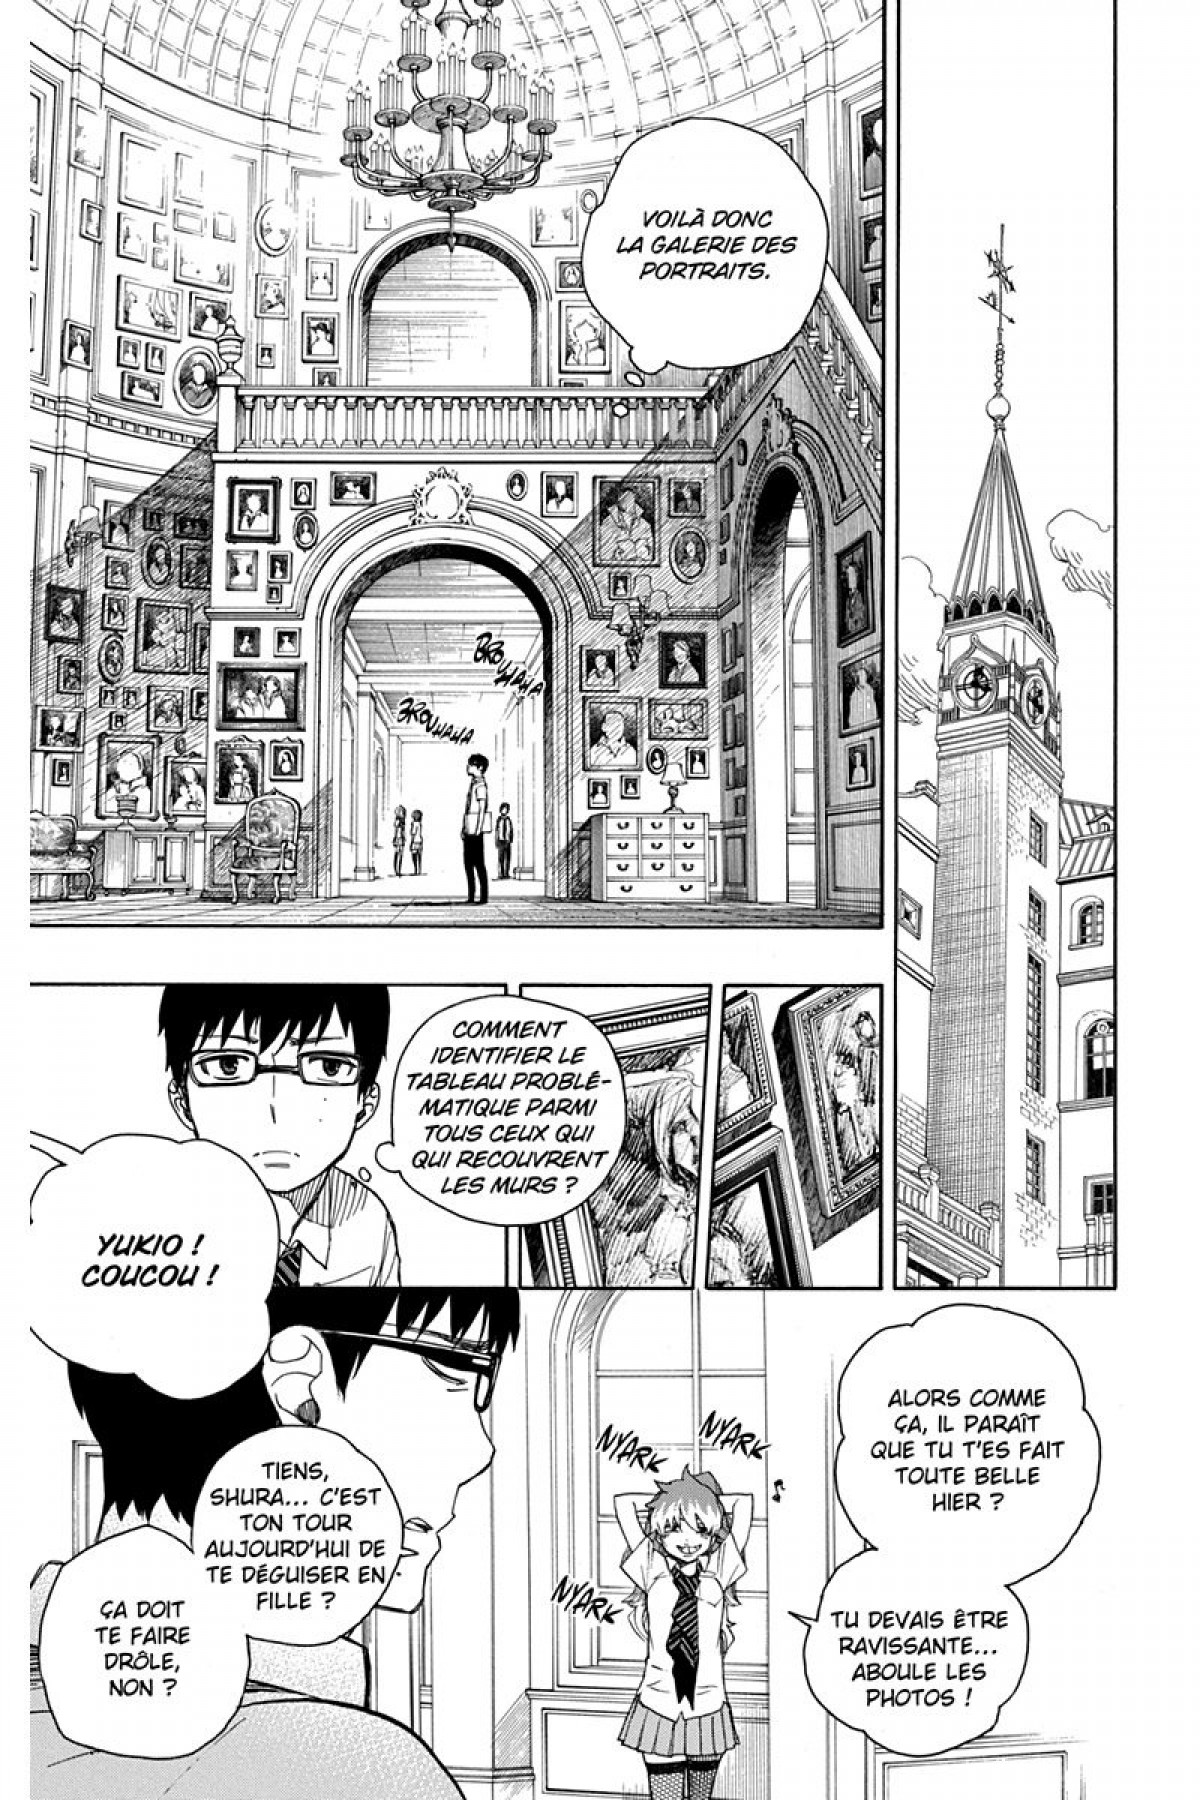 VOILÀ DONC
LA GALERIE DES
PORTRAITS.
BROUHAHA
BROUHAHA
COMMENT
IDENTIFIER LE
TABLEAU PROBLÉ-
MATIQUE PARMI
TOUS CEUX QUI
QUI RECOUVRENT
LES MURS ?
YUKIO !
COUCOU !
ALORS COMME
ÇA, IL PARAÎT
QUE TU T'ES FAIT
TOUTE BELLE
HIER ?
TU DEVAIS ÊTRE
RAVISSANTE...
ABOULE LES
PHOTOS !
NYARK
NYARK
NYARK
TIENS,
SHURA... C'EST
TON TOUR
AUJOURD'HUI DE
TE DÉGUISER EN
FILLE ?
ÇA DOIT
TE FAIRE
DRÔLE,
NON ?